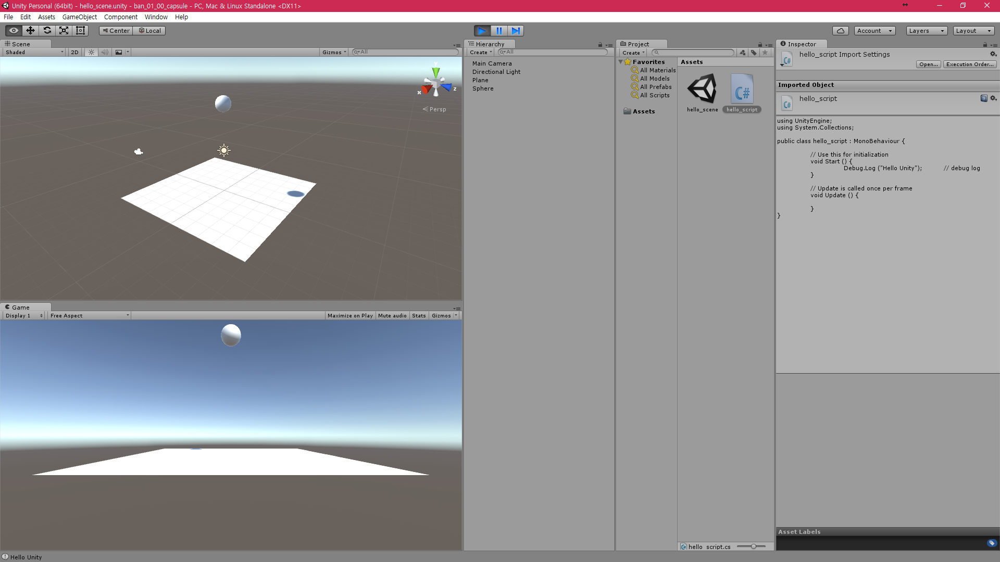 Unity Personal (64bit) - hello_scene.unity - ban_01_00_capsule - PC, Mac & Linux Standalone <DX11>
File Edit Assets GameObject Component Window Help
Center Local
Account Layers Layout
Scene
Shaded 2D Gizmos All
y
x
z
Persp
Game
Display 1 Free Aspect Maximize on Play Mute audio Stats Gizmos
Hierarchy
Create All
Main Camera
Directional Light
Plane
Sphere
Project
Create
Favorites
All Materials
All Models
All Prefabs
All Scripts
Assets
Assets
C#
hello_scene hello_script
hello_script.cs
Inspector
C#
hello_script Import Settings
Open... Execution Order...
Imported Object
C#
hello_script
using UnityEngine;
using System.Collections;
public class hello_script : MonoBehaviour {
// Use this for initialization
void Start () {
Debug.Log ("Hello Unity"); // debug log
}
// Update is called once per frame
void Update () {
}
}
Asset Labels
Hello Unity